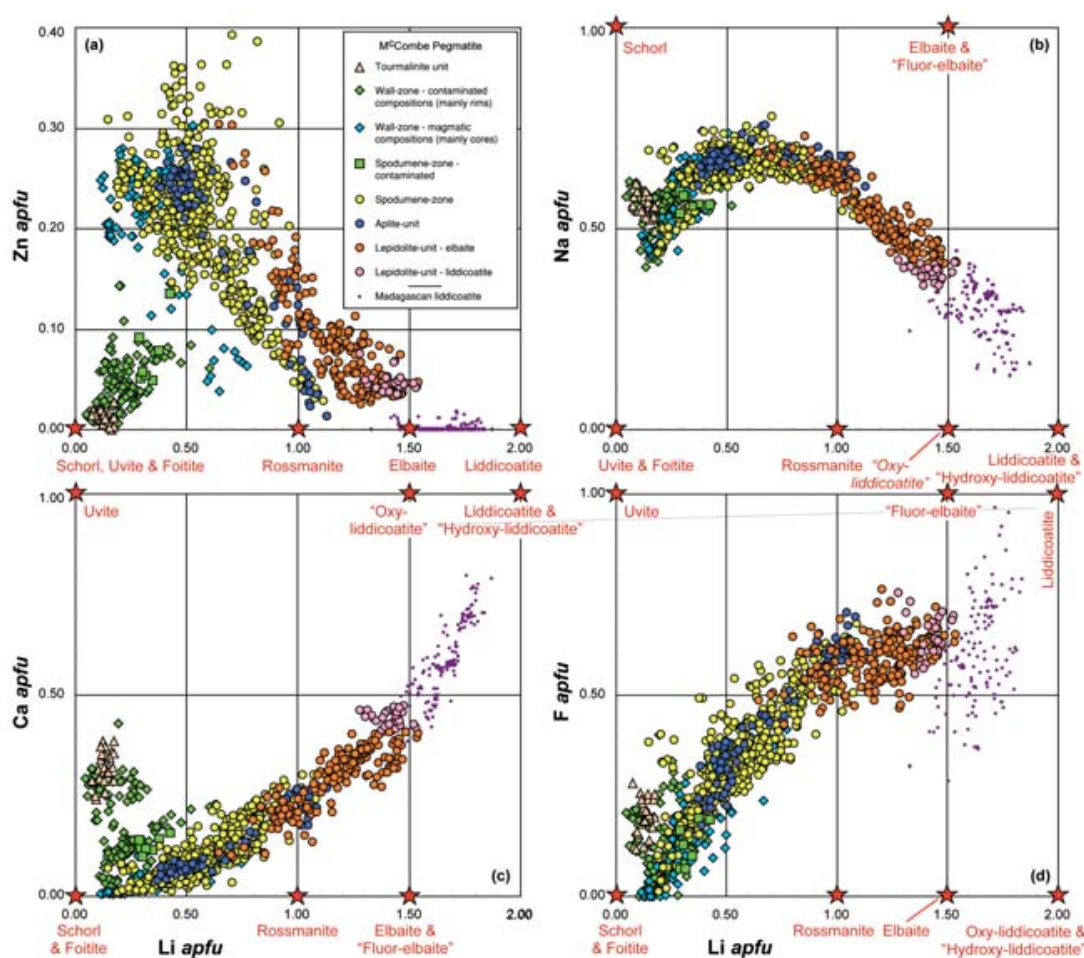 0.40
(a)
MᶜCombe Pegmatite
Tourmalinite unit
Wall-zone - contaminated
compositions (mainly rims)
Wall-zone - magmatic
compositions (mainly cores)
Spodumene-zone -
contaminated
Spodumene-zone
Aplite-unit
Lepidolite-unit - elbaite
Lepidolite-unit - liddicoatite
Madagascan liddicoatite
0.30
0.20
0.10
0.00
Zn apfu
0.00 0.50 1.00 1.50 2.00
Schorl, Uvite & Foitite
Rossmanite
Elbaite
Liddicoatite
1.00
(b)
Schorl
Elbaite &
“Fluor-elbaite”
0.50
0.00
Na apfu
0.00 0.50 1.00 1.50 2.00
Uvite & Foitite
Rossmanite
“Oxy-
liddicoatite”
Liddicoatite &
“Hydroxy-liddicoatite”
1.00
Uvite
“Oxy-
liddicoatite”
Liddicoatite &
“Hydroxy-liddicoatite”
0.50
0.00
Ca apfu
(c)
0.00 0.50 1.00 1.50 2.00
Schorl
& Foitite
Li apfu
Rossmanite
Elbaite &
“Fluor-elbaite”
1.00
Uvite
“Fluor-elbaite”
Liddicoatite
0.50
0.00
F apfu
(d)
0.00 0.50 1.00 1.50 2.00
Schorl
& Foitite
Li apfu
Rossmanite
Elbaite
Oxy-liddicoatite &
“Hydroxy-liddicoatite”